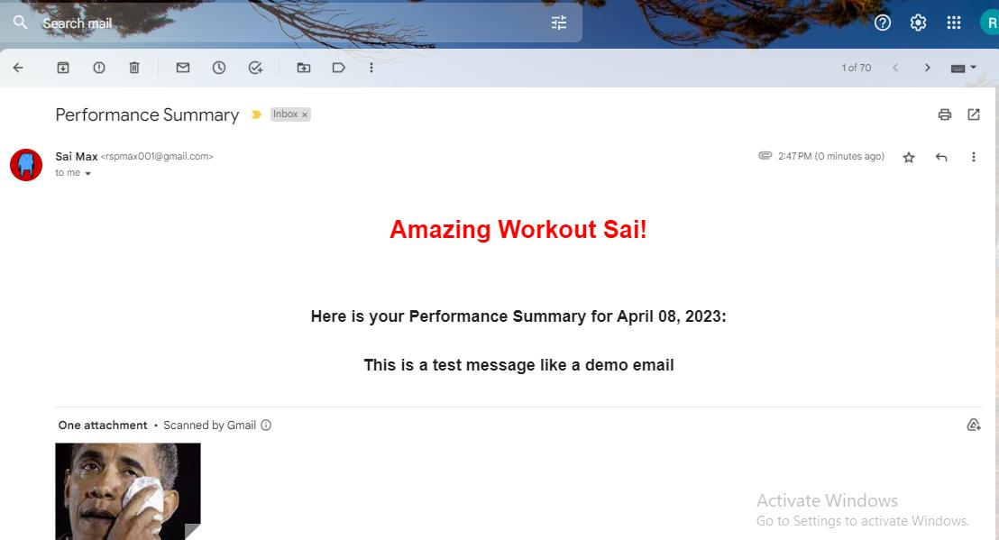 Search mail
R
1 of 70
Performance Summary
Inbox x
Sai Max <rspmax001@gmail.com>
2:47 PM (0 minutes ago)
to me
Amazing Workout Sai!
Here is your Performance Summary for April 08, 2023:
This is a test message like a demo email
One attachment • Scanned by Gmail
Activate Windows
Go to Settings to activate Windows.